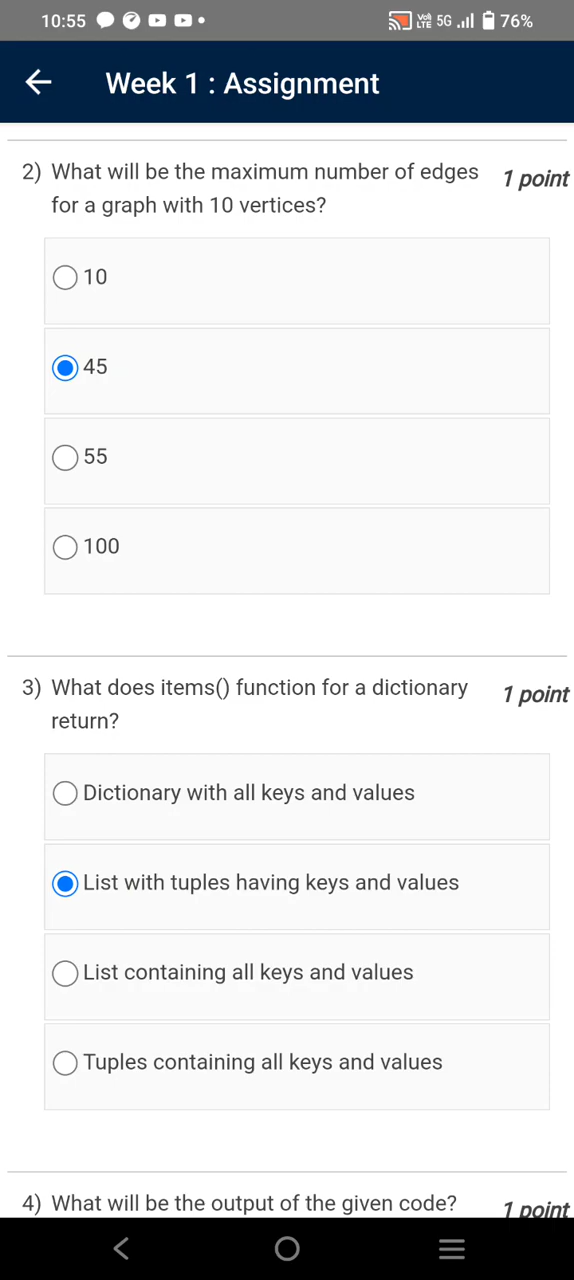 10:55 Vo) LTE 5G 76%
Week 1 : Assignment
2) What will be the maximum number of edges 1 point
for a graph with 10 vertices?
10
45
55
100
3) What does items() function for a dictionary 1 point
return?
Dictionary with all keys and values
List with tuples having keys and values
List containing all keys and values
Tuples containing all keys and values
4) What will be the output of the given code? 1 point